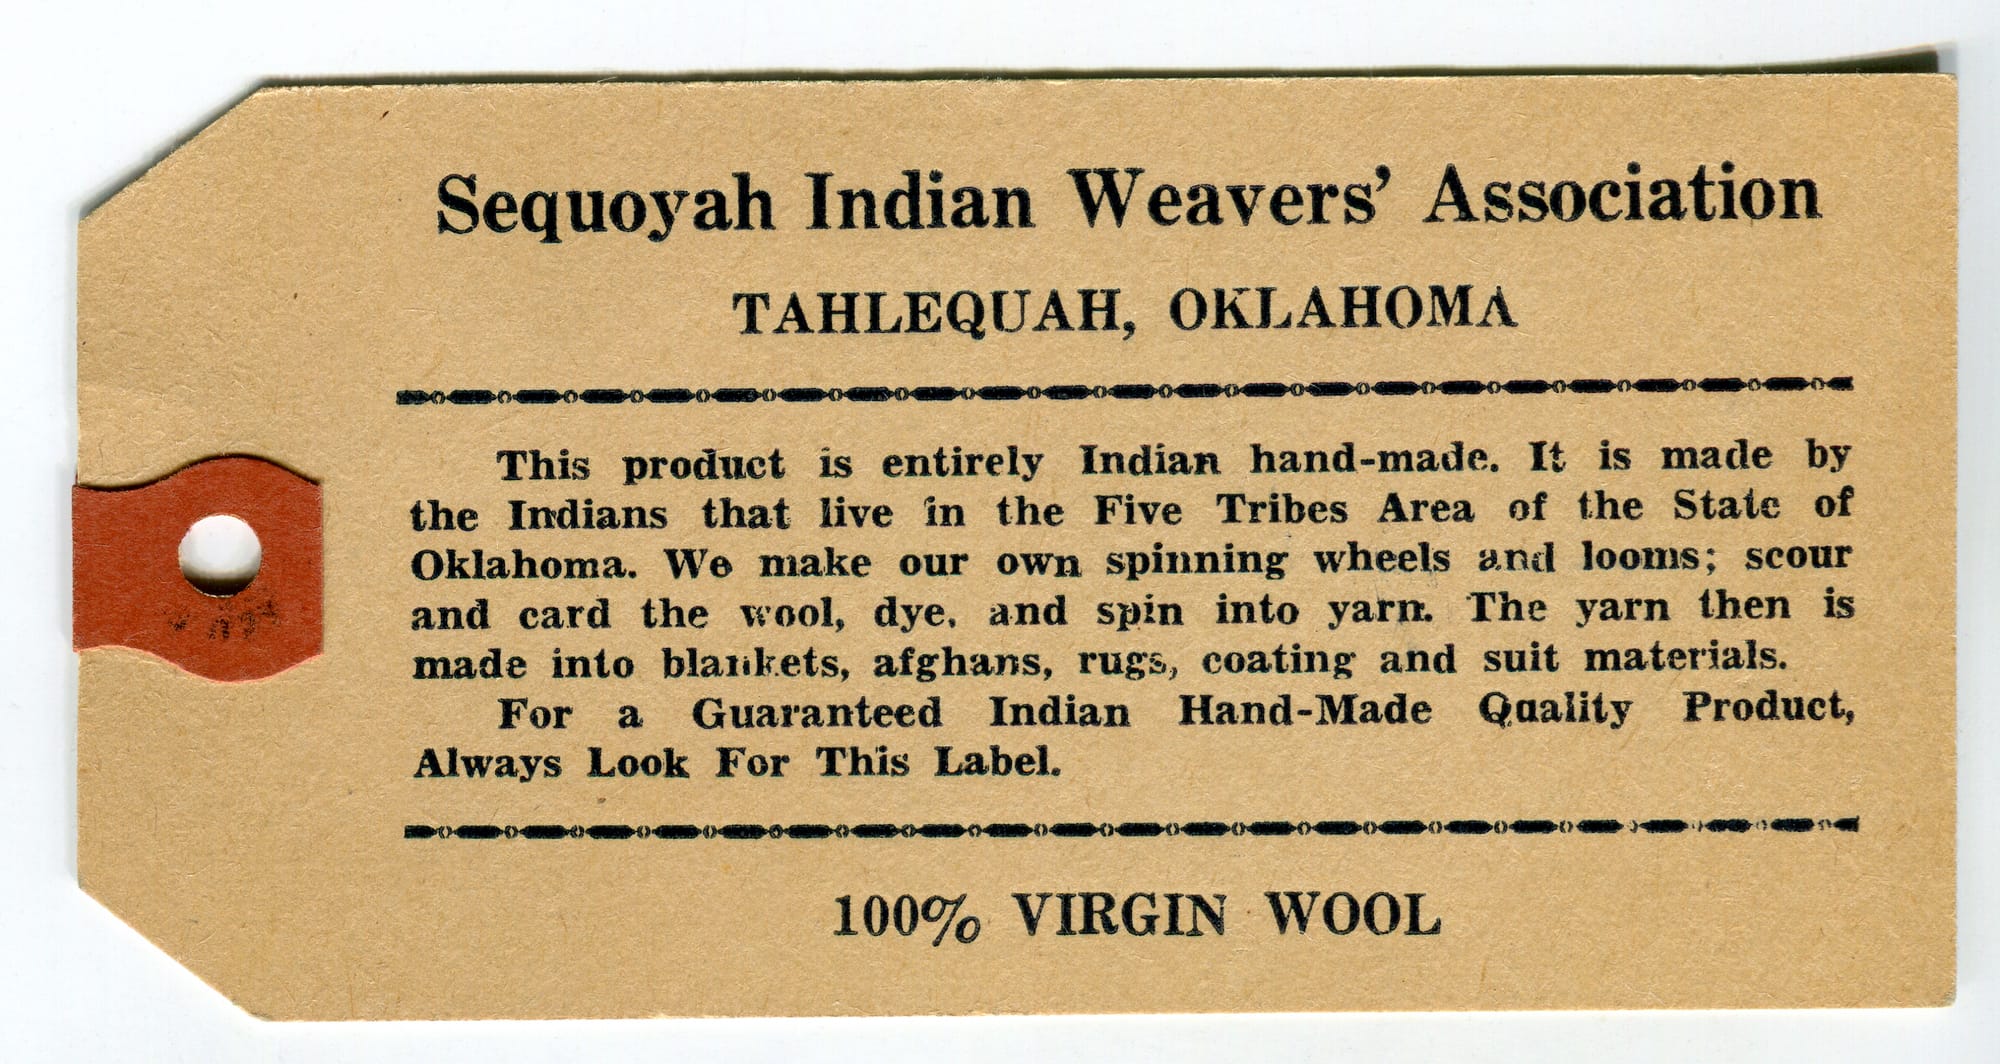 Sequoyah Indian Weavers' Association
TAHLEQUAH, OKLAHOMA
This product is entirely Indian hand-made. It is made by
the Indians that live in the Five Tribes Area of the State of
Oklahoma. We make our own spinning wheels and looms; scour
and card the wool, dye, and spin into yarn. The yarn then is
made into blankets, afghans, rugs, coating and suit materials.
For a Guaranteed Indian Hand-Made Quality Product,
Always Look For This Label.
100% VIRGIN WOOL